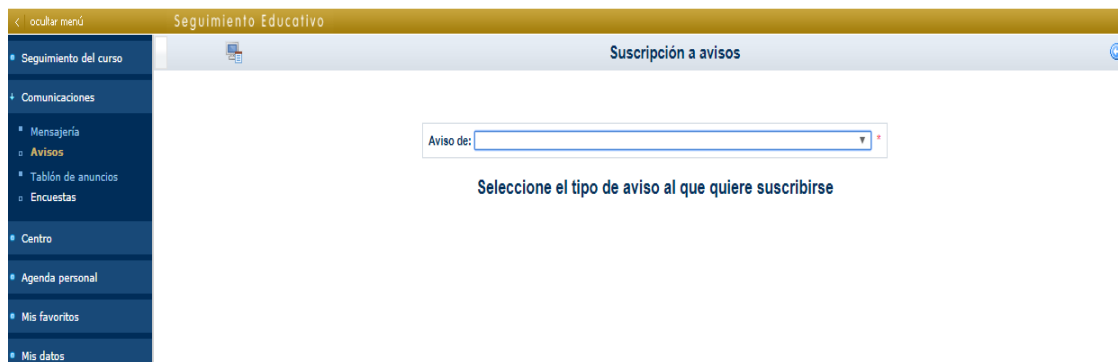 ocultar menú
Seguimiento Educativo
Seguimiento del curso
Suscripción a avisos
Comunicaciones
Mensajería
Avisos
Tablón de anuncios
Encuestas
Centro
Agenda personal
Mis favoritos
Mis datos
Aviso de: *
Seleccione el tipo de aviso al que quiere suscribirse